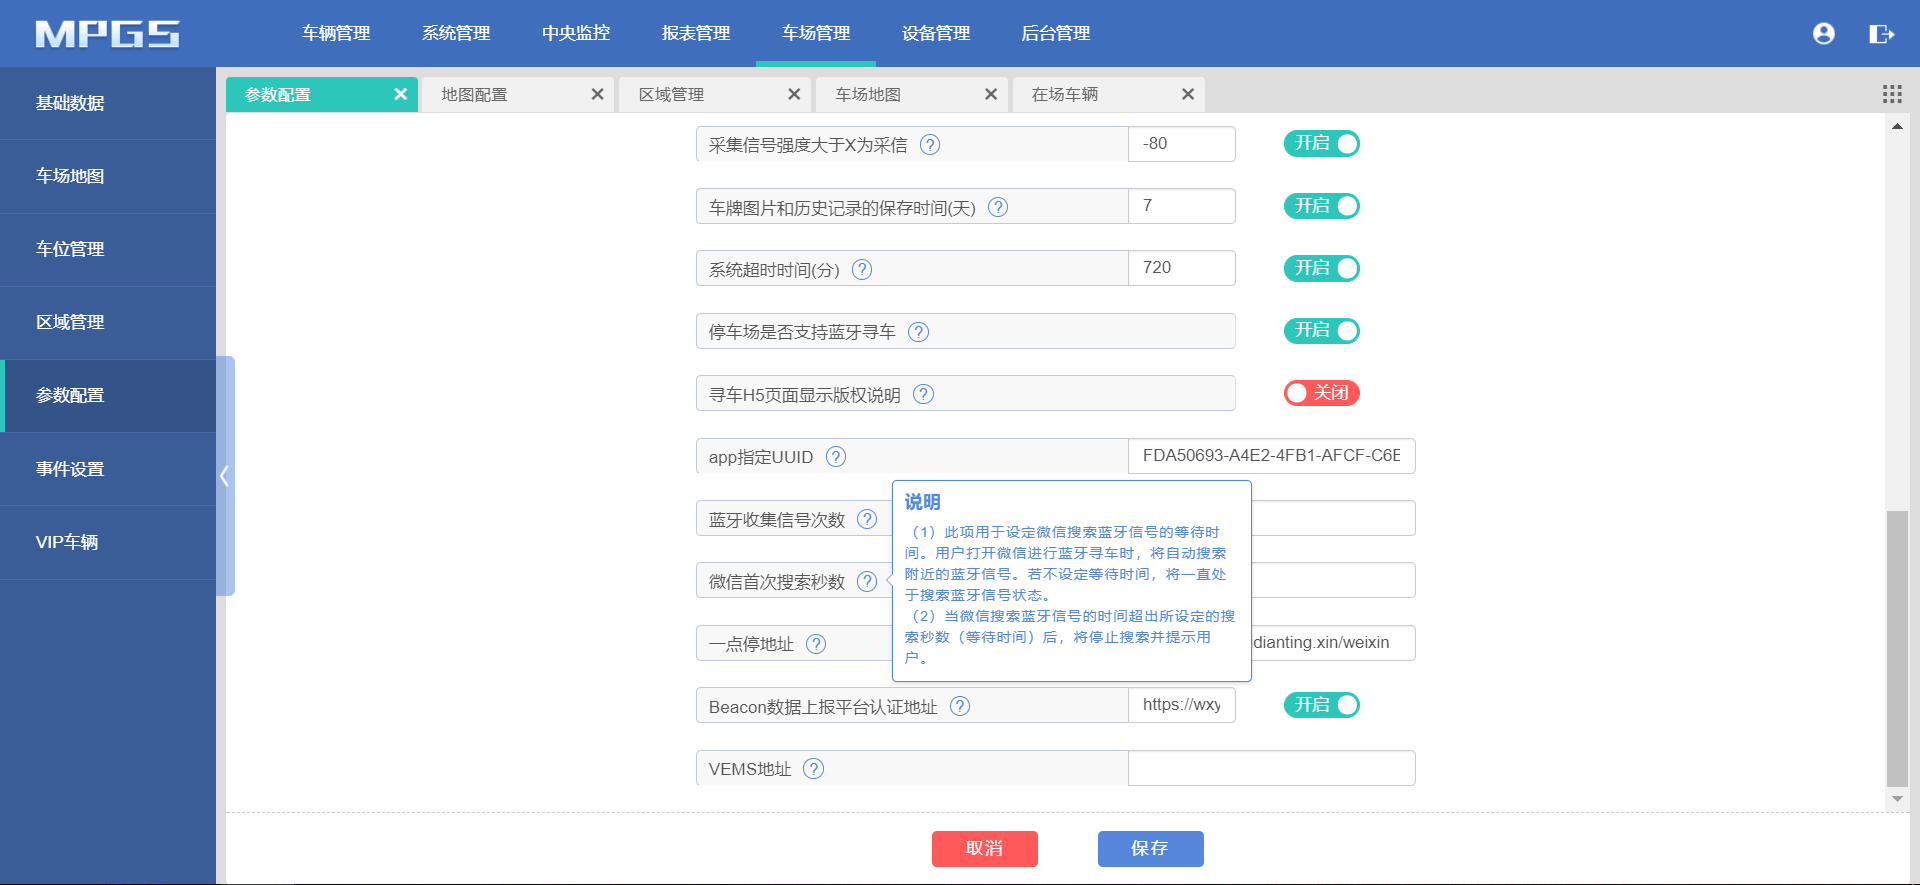 MPGS
车辆管理 系统管理 中央监控 报表管理 车场管理 设备管理 后台管理
基础数据
车场地图
车位管理
区域管理
参数配置
事件设置
VIP车辆
参数配置 地图配置 区域管理 车场地图 在场车辆
采集信号强度大于X为采信 ? -80 开启
车牌图片和历史记录的保存时间(天) ? 7 开启
系统超时时间(分) ? 720 开启
停车场是否支持蓝牙寻车 ? 开启
寻车H5页面显示版权说明 ? 关闭
app指定UUID ? FDA50693-A4E2-4FB1-AFCF-C6E
蓝牙收集信号次数 ?
微信首次搜索秒数 ?
说明
（1）此项用于设定微信搜索蓝牙信号的等待时
间。用户打开微信进行蓝牙寻车时，将自动搜索
附近的蓝牙信号。若不设定等待时间，将一直处
于搜索蓝牙信号状态。
（2）当微信搜索蓝牙信号的时间超出所设定的搜
索秒数（等待时间）后，将停止搜索并提示用
户。
一点停地址 ? dianting.xin/weixin
Beacon数据上报平台认证地址 ? https://wxy 开启
VEMS地址 ?
取消 保存